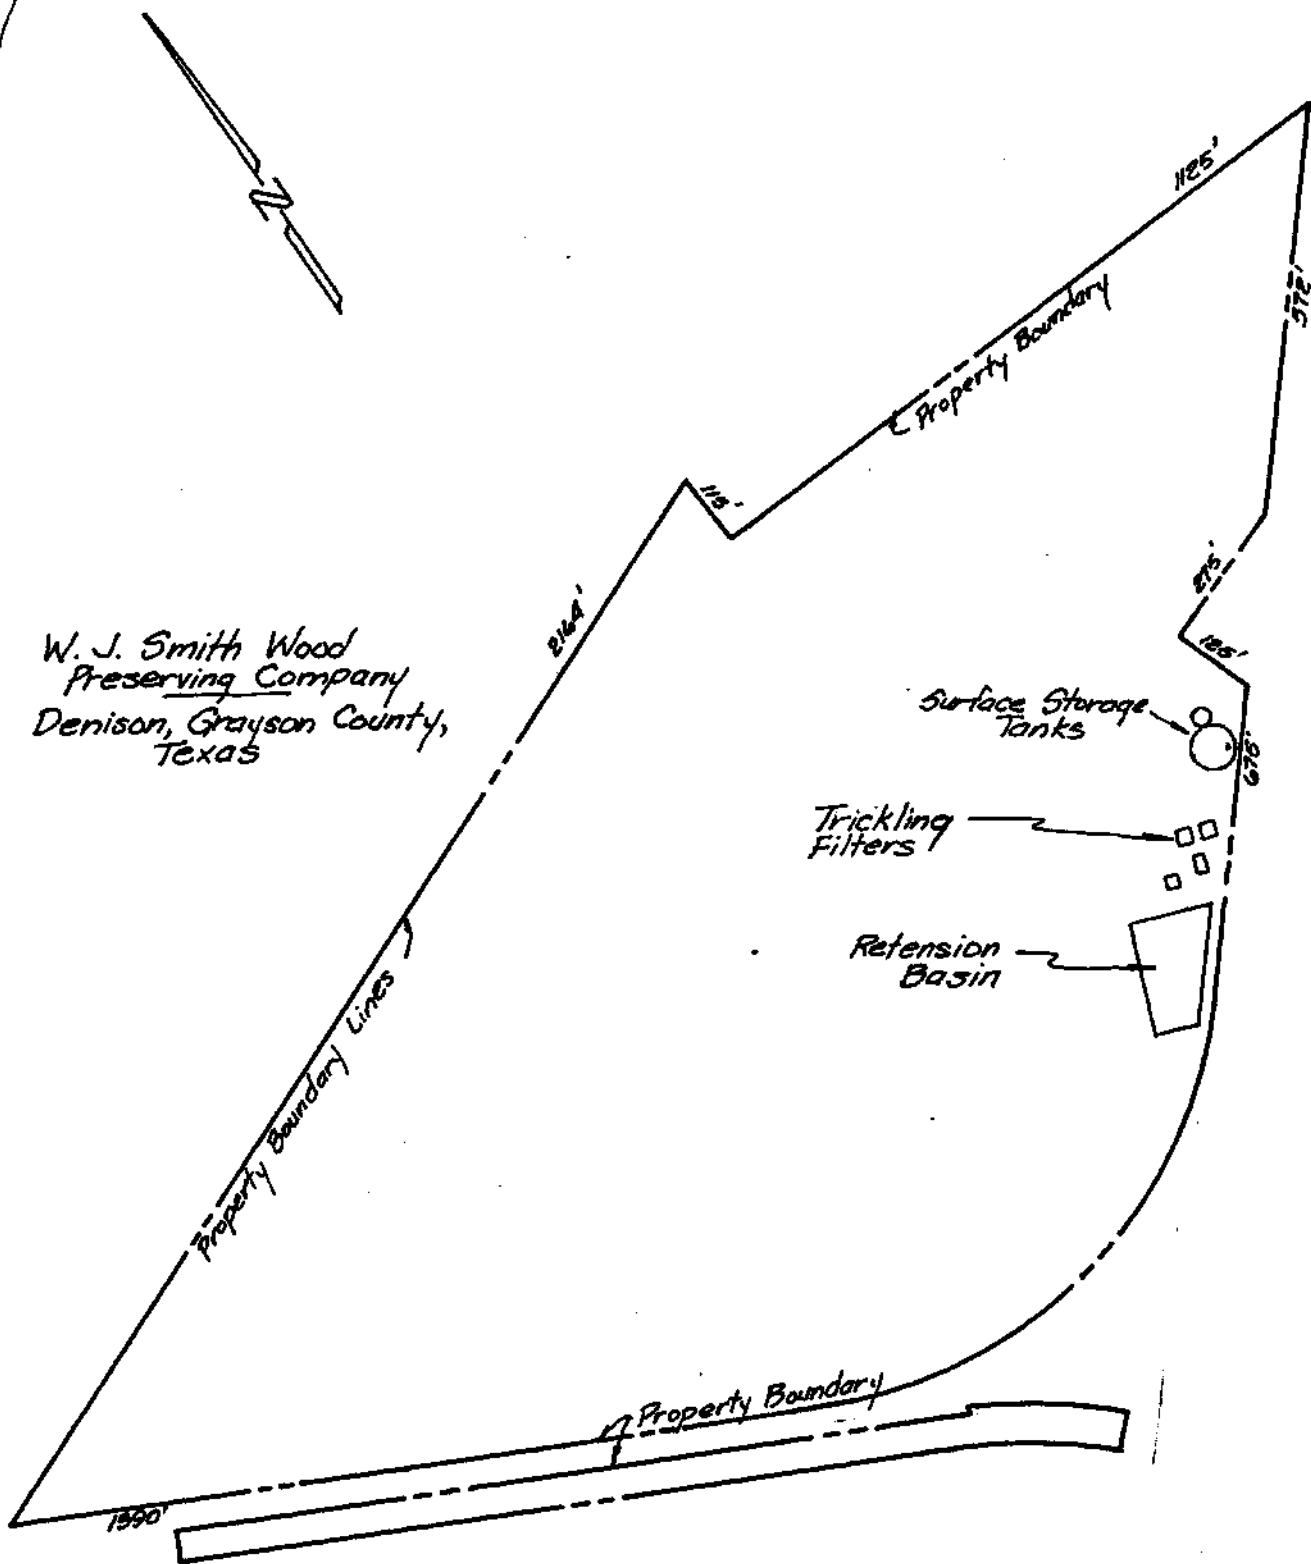 N
1125'
572'
Property Boundary
115'
275'
2164'
125'
W. J. Smith Wood
Preserving Company
Denison, Grayson County,
Texas
Surface Storage
Tanks
675'
Trickling
Filters
Retension
Basin
Property Boundary Lines
Property Boundary
1390'